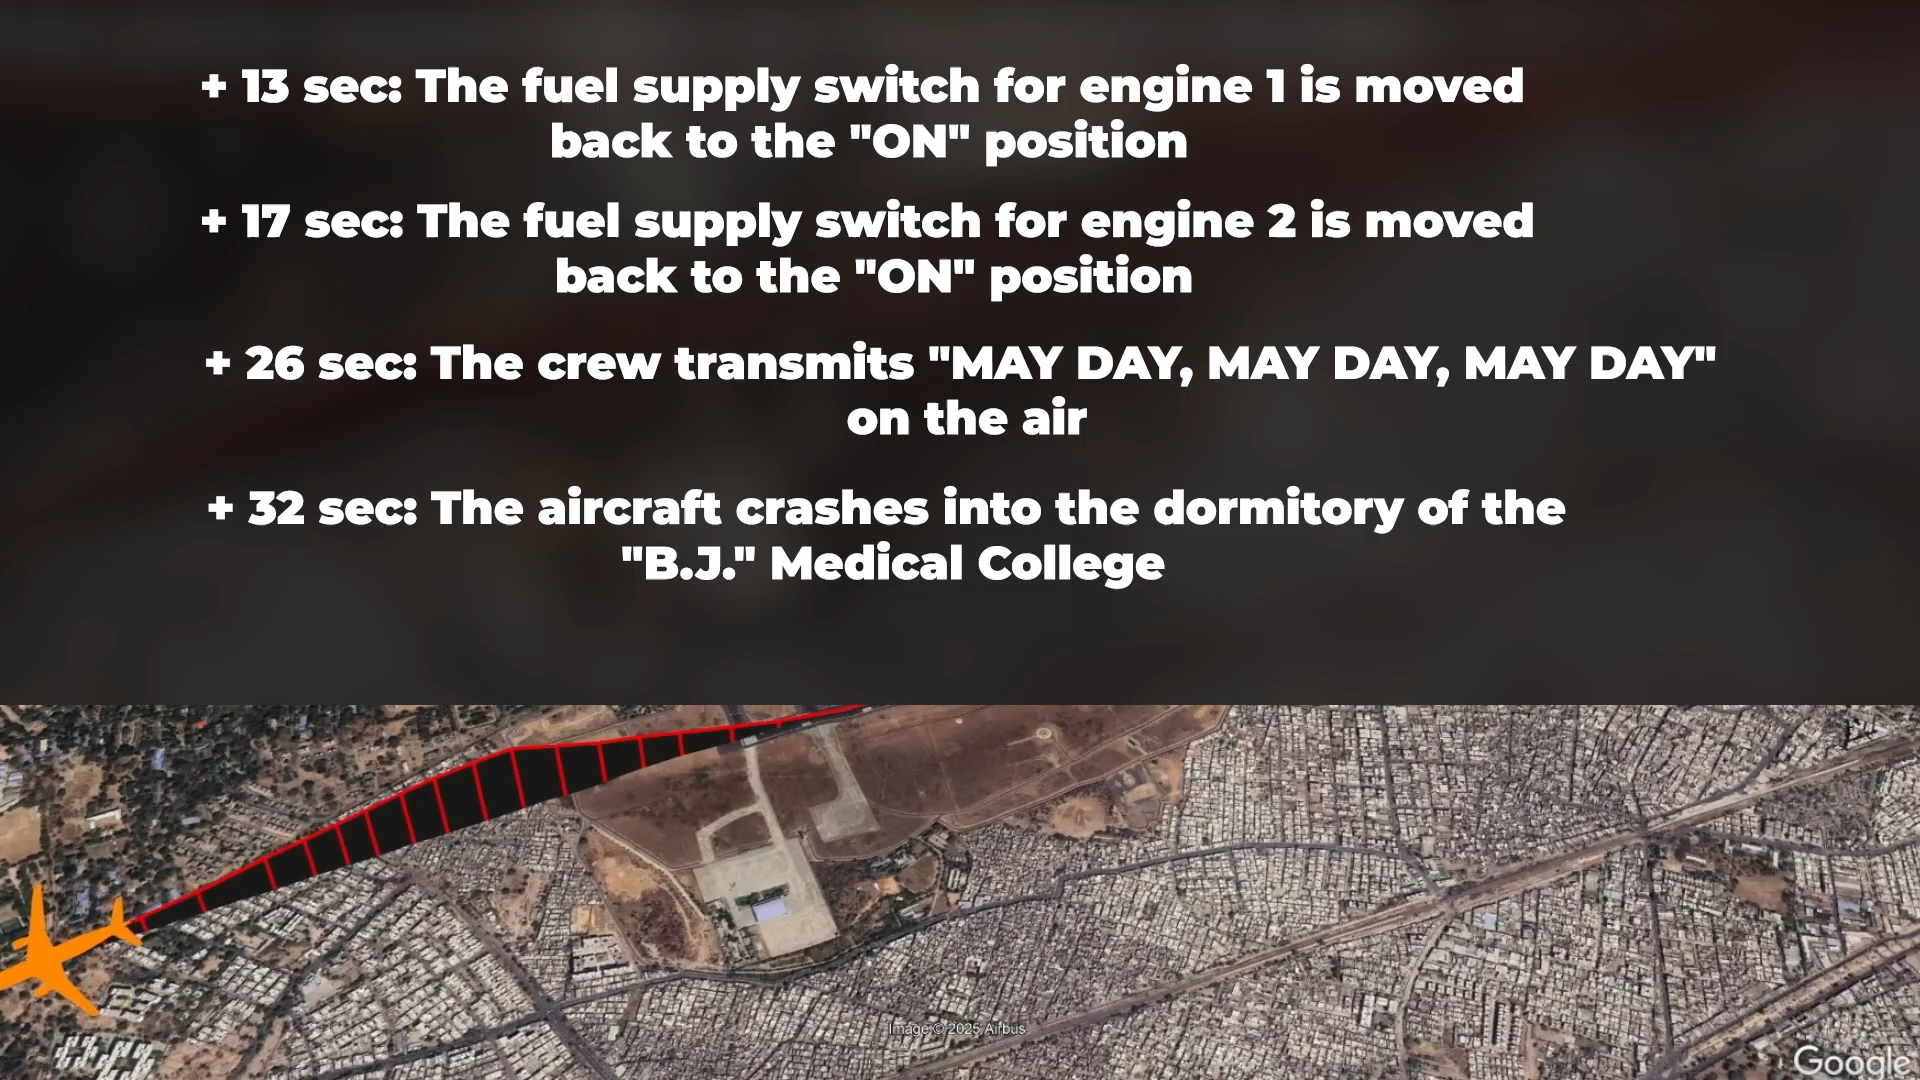 + 13 sec: The fuel supply switch for engine 1 is moved
back to the "ON" position
+ 17 sec: The fuel supply switch for engine 2 is moved
back to the "ON" position
+ 26 sec: The crew transmits "MAY DAY, MAY DAY, MAY DAY"
on the air
+ 32 sec: The aircraft crashes into the dormitory of the
"B.J." Medical College
Image © 2025 Airbus
Google